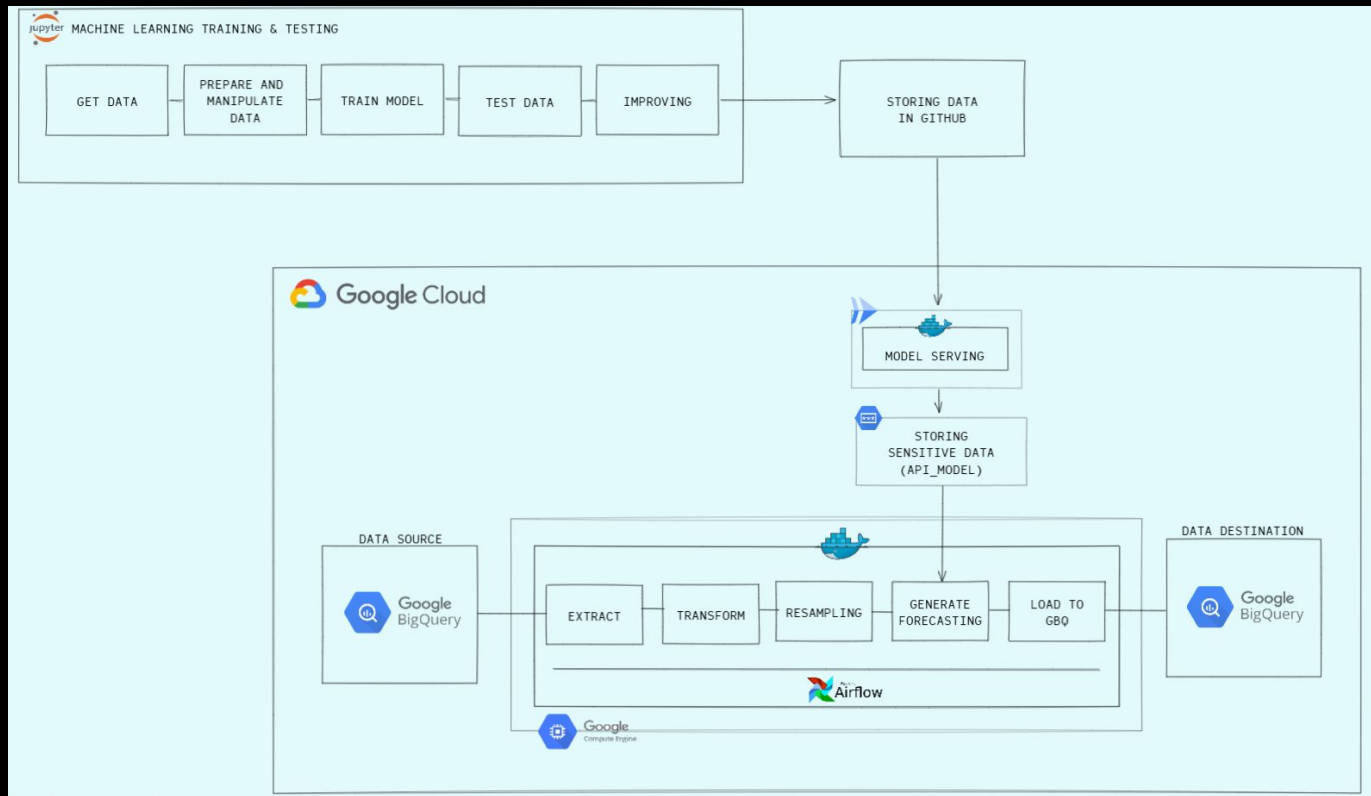 jupyter MACHINE LEARNING TRAINING & TESTING
GET DATA
PREPARE AND
MANIPULATE
DATA
TRAIN MODEL
TEST DATA
IMPROVING
STORING DATA
IN GITHUB
Google Cloud
MODEL SERVING
STORING
SENSITIVE DATA
(API_MODEL)
DATA SOURCE
Google
BigQuery
EXTRACT
TRANSFORM
RESAMPLING
GENERATE
FORECASTING
LOAD TO
GBQ
Airflow
Google
Compute Engine
DATA DESTINATION
Google
BigQuery